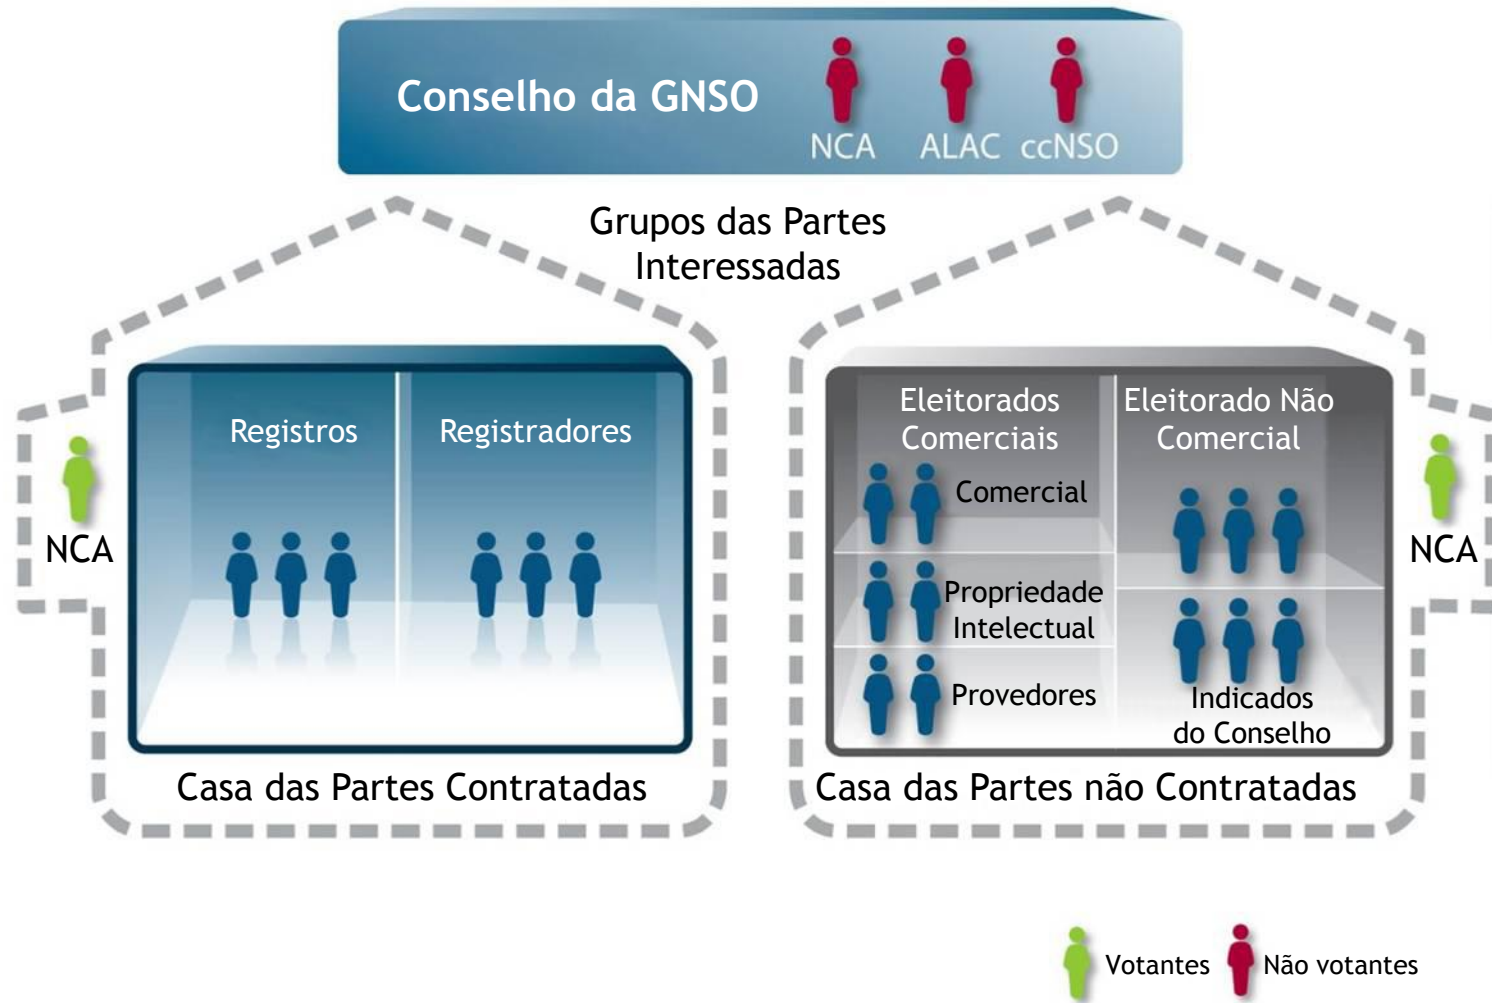 Conselho da GNSO
NCA
ALAC
ccNSO
Grupos das Partes
Interessadas
Registros
Registradores
NCA
Casa das Partes Contratadas
Eleitorados
Comerciais
Eleitorado Não
Comercial
Comercial
Propriedade
Intelectual
Provedores
Indicados
do Conselho
NCA
Casa das Partes não Contratadas
Votantes
Não votantes